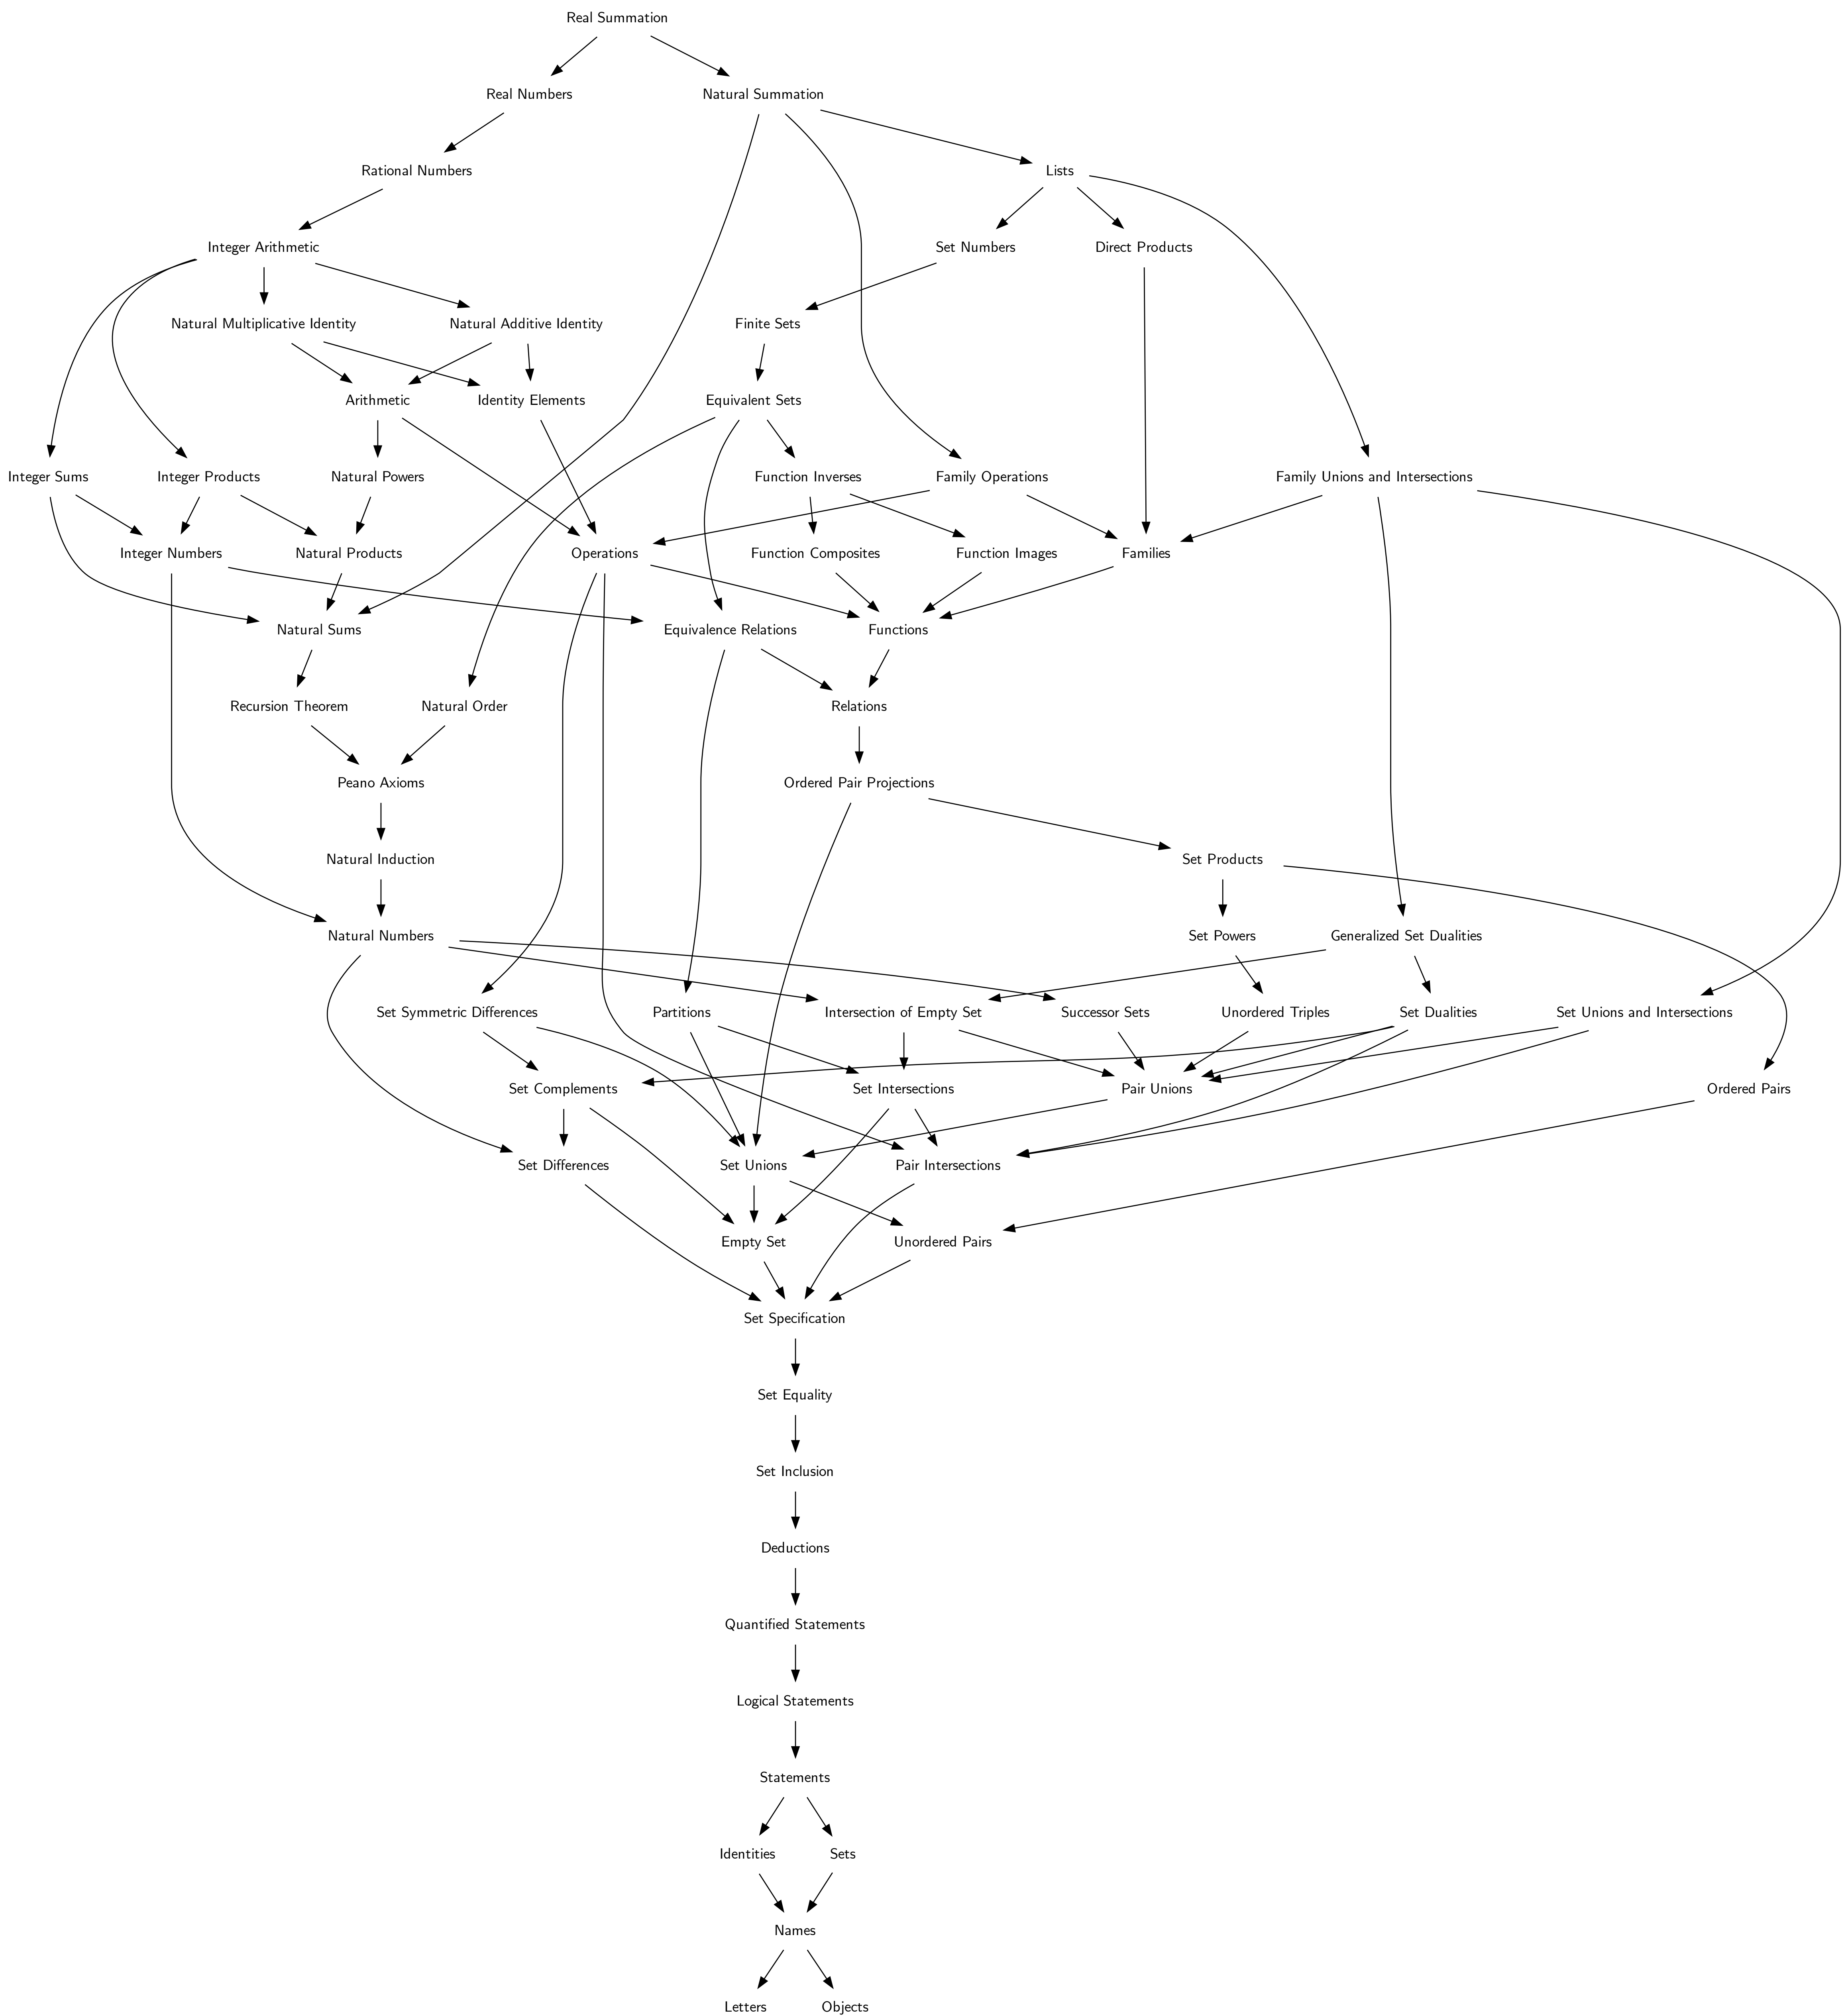 Real Summation
Real Numbers
Natural Summation
Rational Numbers
Lists
Integer Arithmetic
Set Numbers
Direct Products
Natural Multiplicative Identity
Natural Additive Identity
Finite Sets
Arithmetic
Identity Elements
Equivalent Sets
Integer Sums
Integer Products
Natural Powers
Function Inverses
Family Operations
Family Unions and Intersections
Integer Numbers
Natural Products
Operations
Function Composites
Function Images
Families
Natural Sums
Equivalence Relations
Functions
Recursion Theorem
Natural Order
Relations
Peano Axioms
Ordered Pair Projections
Natural Induction
Set Products
Natural Numbers
Set Powers
Generalized Set Dualities
Set Symmetric Differences
Partitions
Intersection of Empty Set
Successor Sets
Unordered Triples
Set Dualities
Set Unions and Intersections
Set Complements
Set Intersections
Pair Unions
Ordered Pairs
Set Differences
Set Unions
Pair Intersections
Empty Set
Unordered Pairs
Set Specification
Set Equality
Set Inclusion
Deductions
Quantified Statements
Logical Statements
Statements
Identities
Sets
Names
Letters
Objects